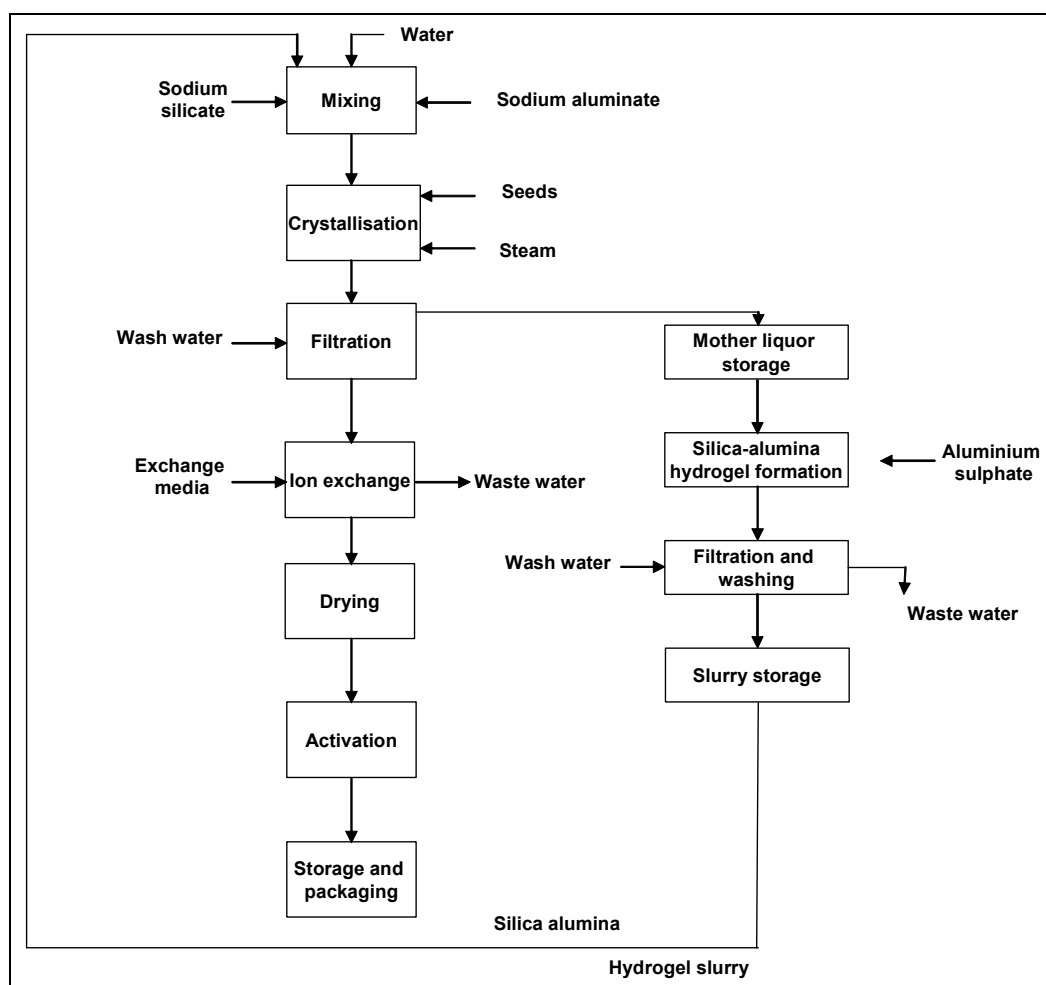 Water
Sodium
silicate
Mixing
Sodium aluminate
Seeds
Crystallisation
Steam
Wash water
Filtration
Mother liquor
storage
Exchange
media
Ion exchange
Waste water
Silica-alumina
hydrogel formation
Aluminium
sulphate
Wash water
Filtration and
washing
Waste water
Drying
Slurry storage
Activation
Storage and
packaging
Silica alumina
Hydrogel slurry